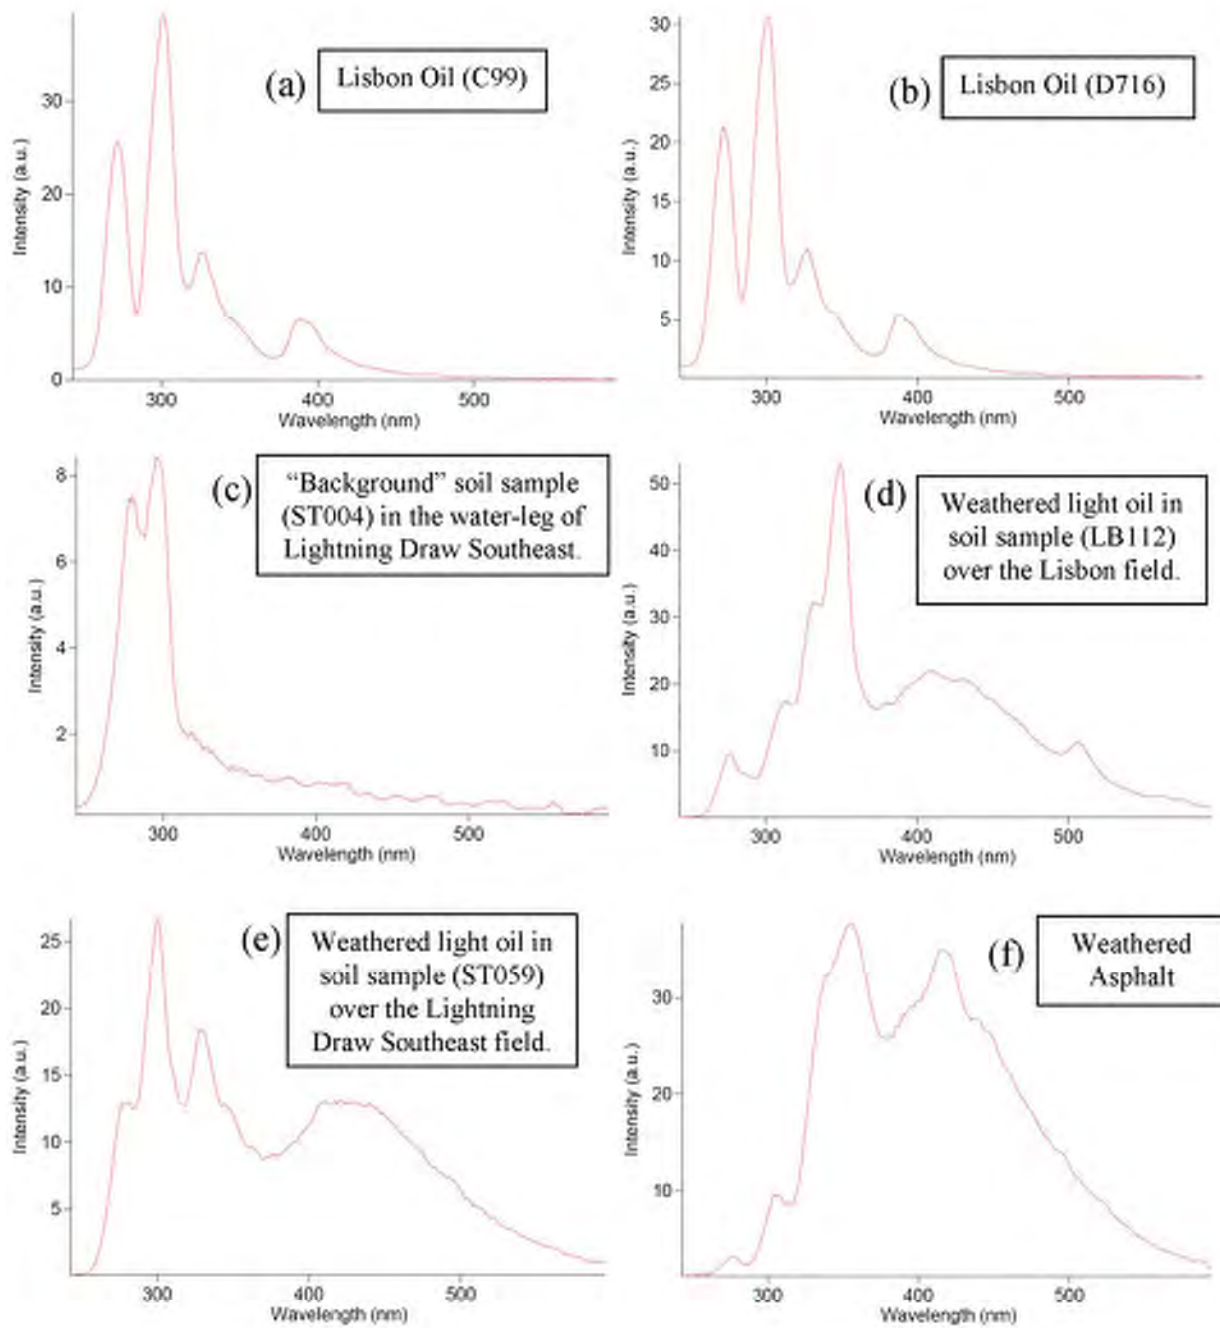 (a)
Lisbon Oil (C99)
Intensity (a.u.)
30
20
10
0
300
400
500
Wavelength (nm)
(b)
Lisbon Oil (D716)
Intensity (a.u.)
30
25
20
15
10
5
300
400
500
Wavelength (nm)
(c)
“Background” soil sample
(ST004) in the water-leg of
Lightning Draw Southeast.
Intensity (a.u.)
8
6
4
2
300
400
500
Wavelength (nm)
(d)
Weathered light oil in
soil sample (LB112)
over the Lisbon field.
Intensity (a.u.)
50
40
30
20
10
300
400
500
Wavelength (nm)
(e)
Weathered light oil in
soil sample (ST059)
over the Lightning
Draw Southeast field.
Intensity (a.u.)
25
20
15
10
5
300
400
500
Wavelength (nm)
(f)
Weathered
Asphalt
Intensity (a.u.)
30
20
10
300
400
500
Wavelength (nm)